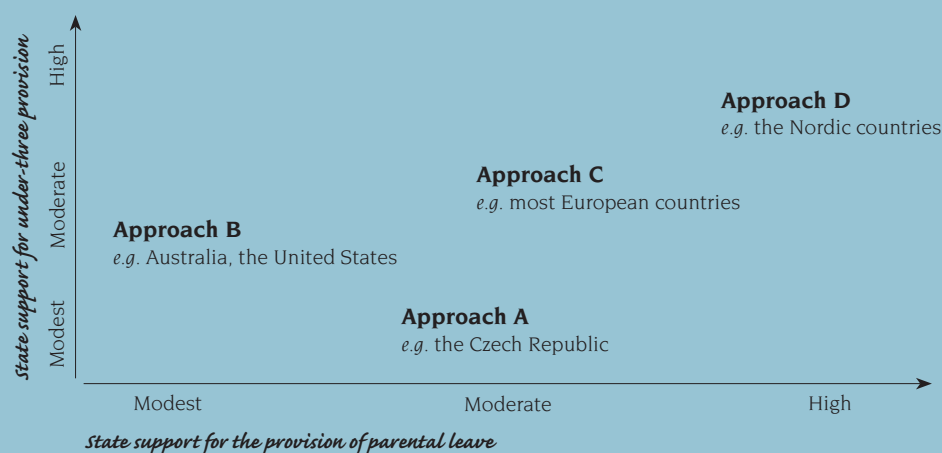 State support for under-three provision
High
Moderate
Modest
Approach D
e.g. the Nordic countries
Approach C
e.g. most European countries
Approach B
e.g. Australia, the United States
Approach A
e.g. the Czech Republic
Modest
Moderate
High
State support for the provision of parental leave